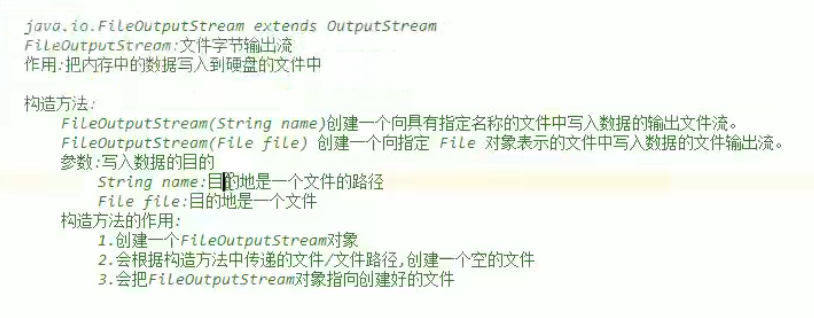 java.io.FileOutputStream extends OutputStream
FileOutputStream:文件字节输出流
作用:把内存中的数据写入到硬盘的文件中
构造方法:
FileOutputStream(String name)创建一个向具有指定名称的文件中写入数据的输出文件流。
FileOutputStream(File file) 创建一个向指定 File 对象表示的文件中写入数据的文件输出流。
参数:写入数据的目的
String name:目的地是一个文件的路径
File file:目的地是一个文件
构造方法的作用:
1.创建一个FileOutputStream对象
2.会根据构造方法中传递的文件/文件路径,创建一个空的文件
3.会把FileOutputStream对象指向创建好的文件